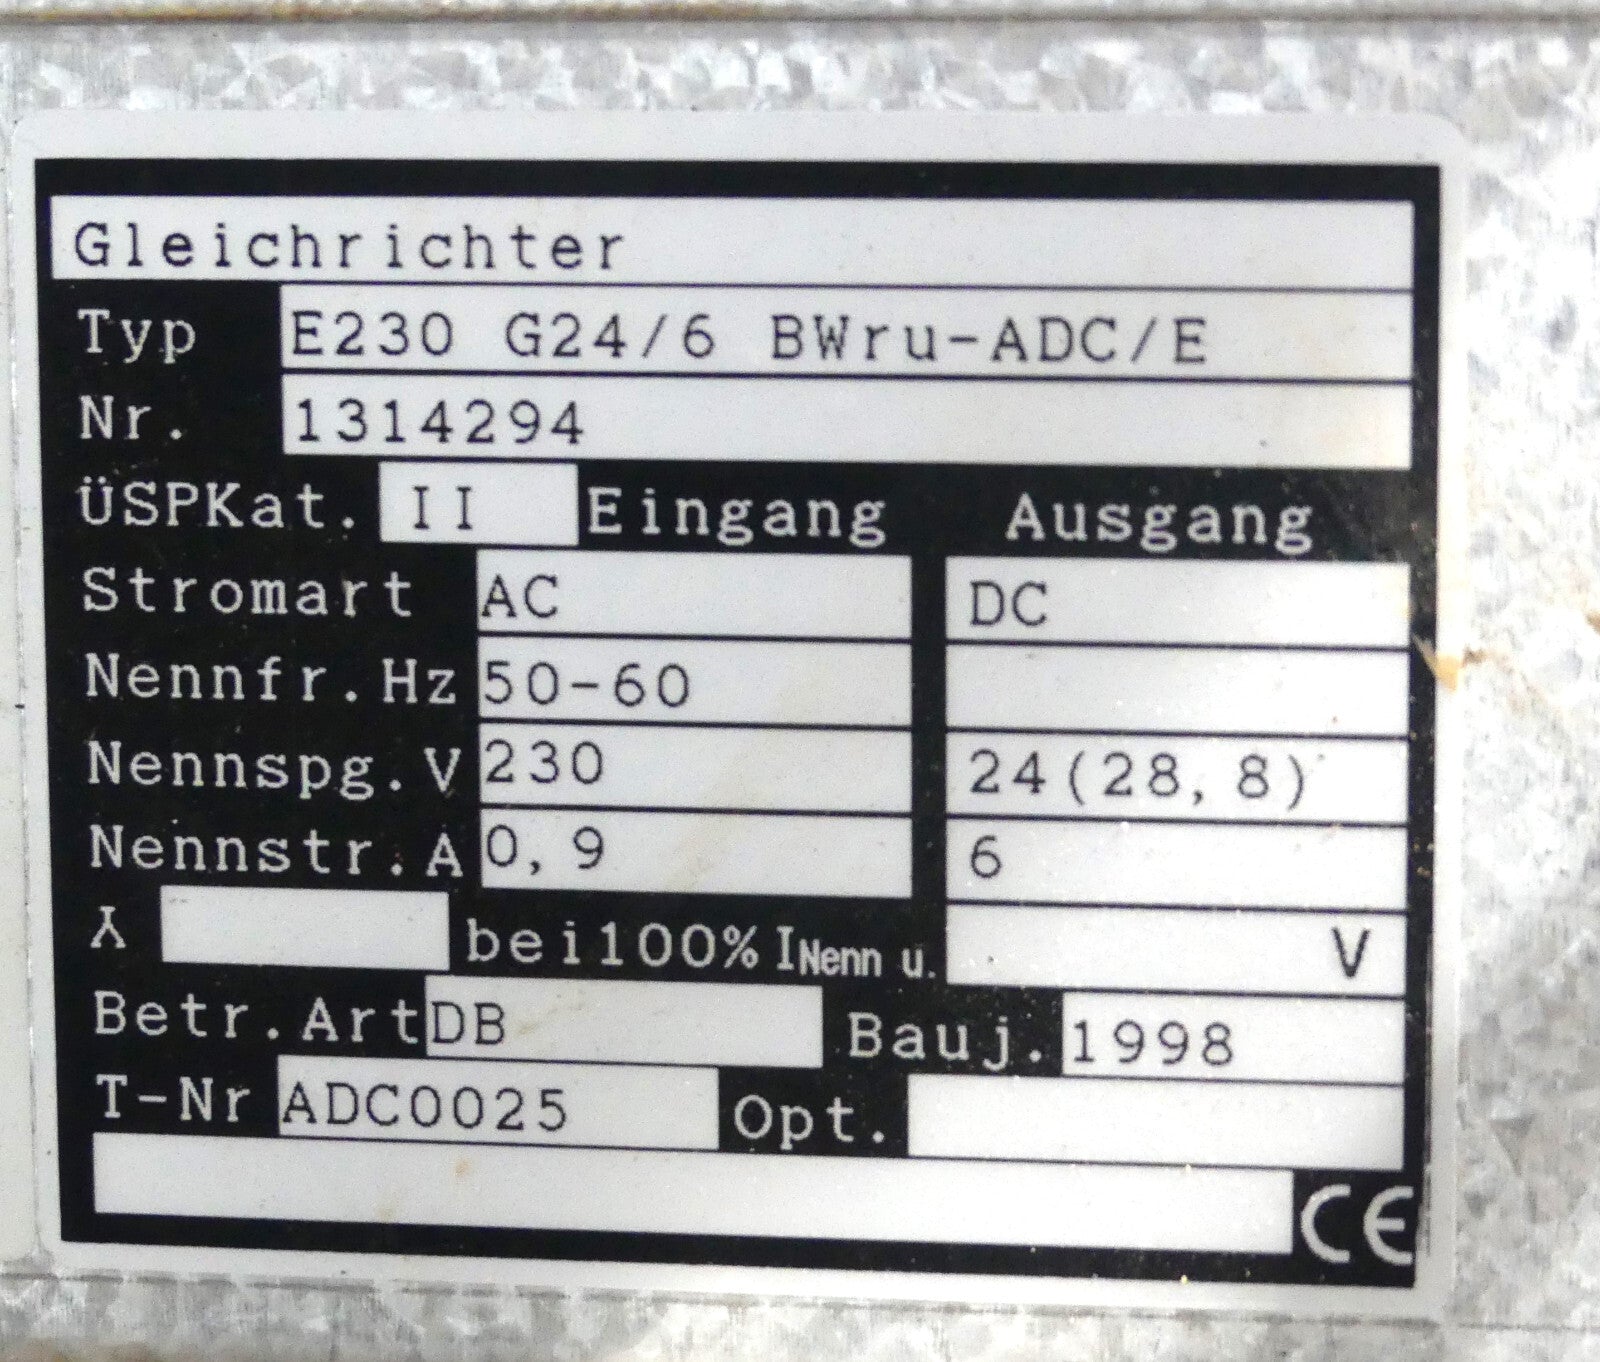 Gleichrichter
Typ E230 G24/6 BWru-ADC/E
Nr. 1314294
ÜSPKat. II Eingang Ausgang
Stromart AC DC
Nennfr.Hz 50-60
Nennspg.V 230 24(28,8)
Nennstr.A 0,9 6
⅄ bei100% INenn u. V
Betr.Art DB Bauj. 1998
T-Nr ADC0025 Opt.
CE